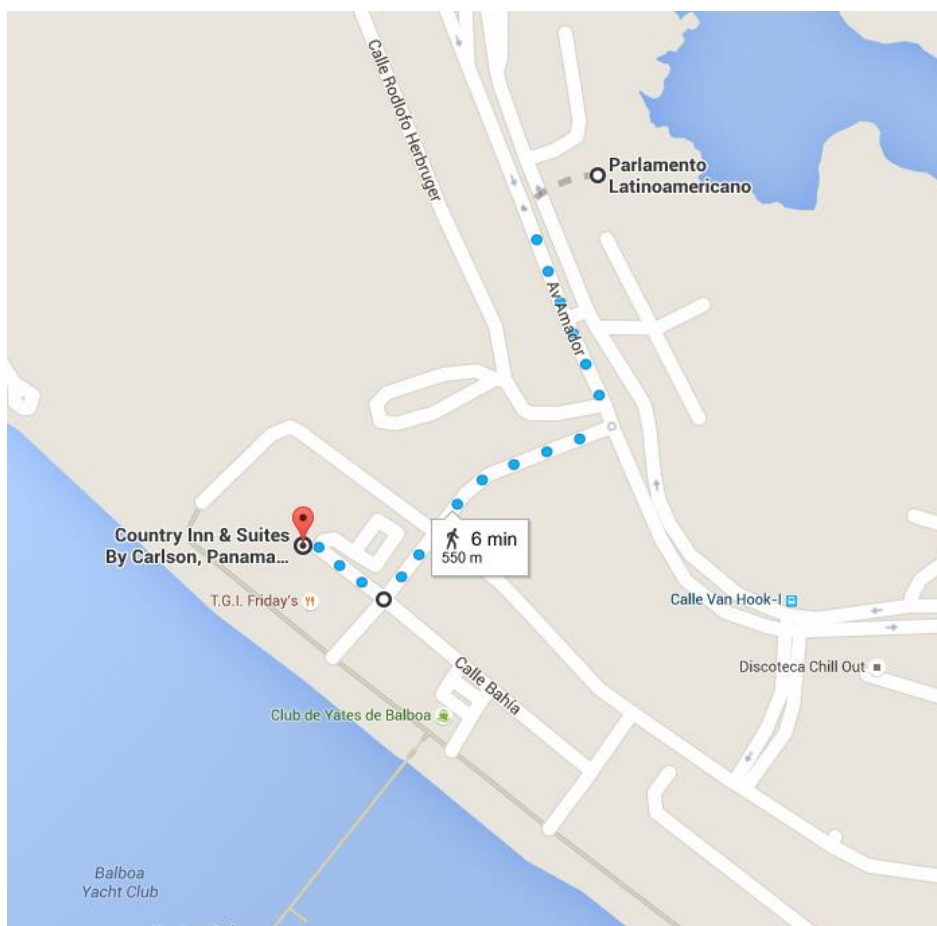 Calle Rodlofo Herbruger
Parlamento
Latinoamericano
Av Amador
Country Inn & Suites
By Carlson, Panama...
6 min
550 m
T.G.I. Friday's
Calle Van Hook-I
Discoteca Chill Out
Calle Bahía
Club de Yates de Balboa
Balboa
Yacht Club